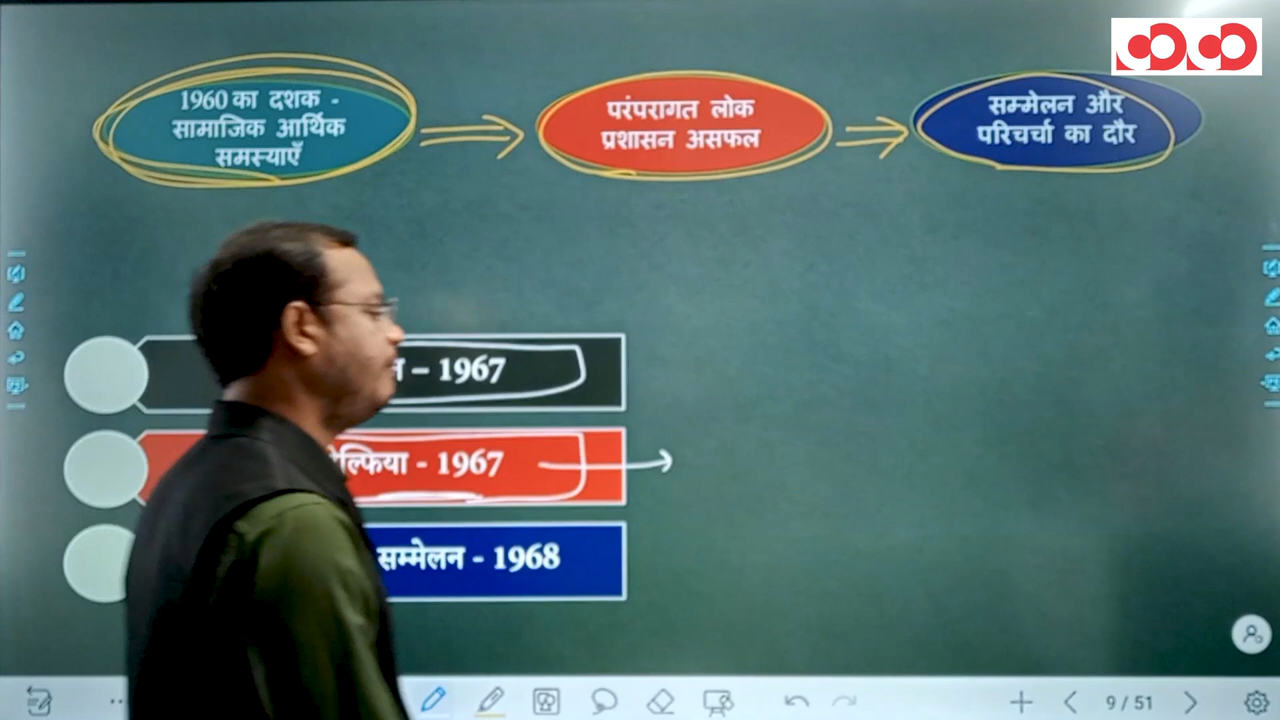 1960 का दशक -
सामाजिक आर्थिक
समस्याएँ
परंपरागत लोक
प्रशासन असफल
सम्मेलन और
परिचर्चा का दौर
– 1967
- 1967
सम्मेलन - 1968
9 / 51